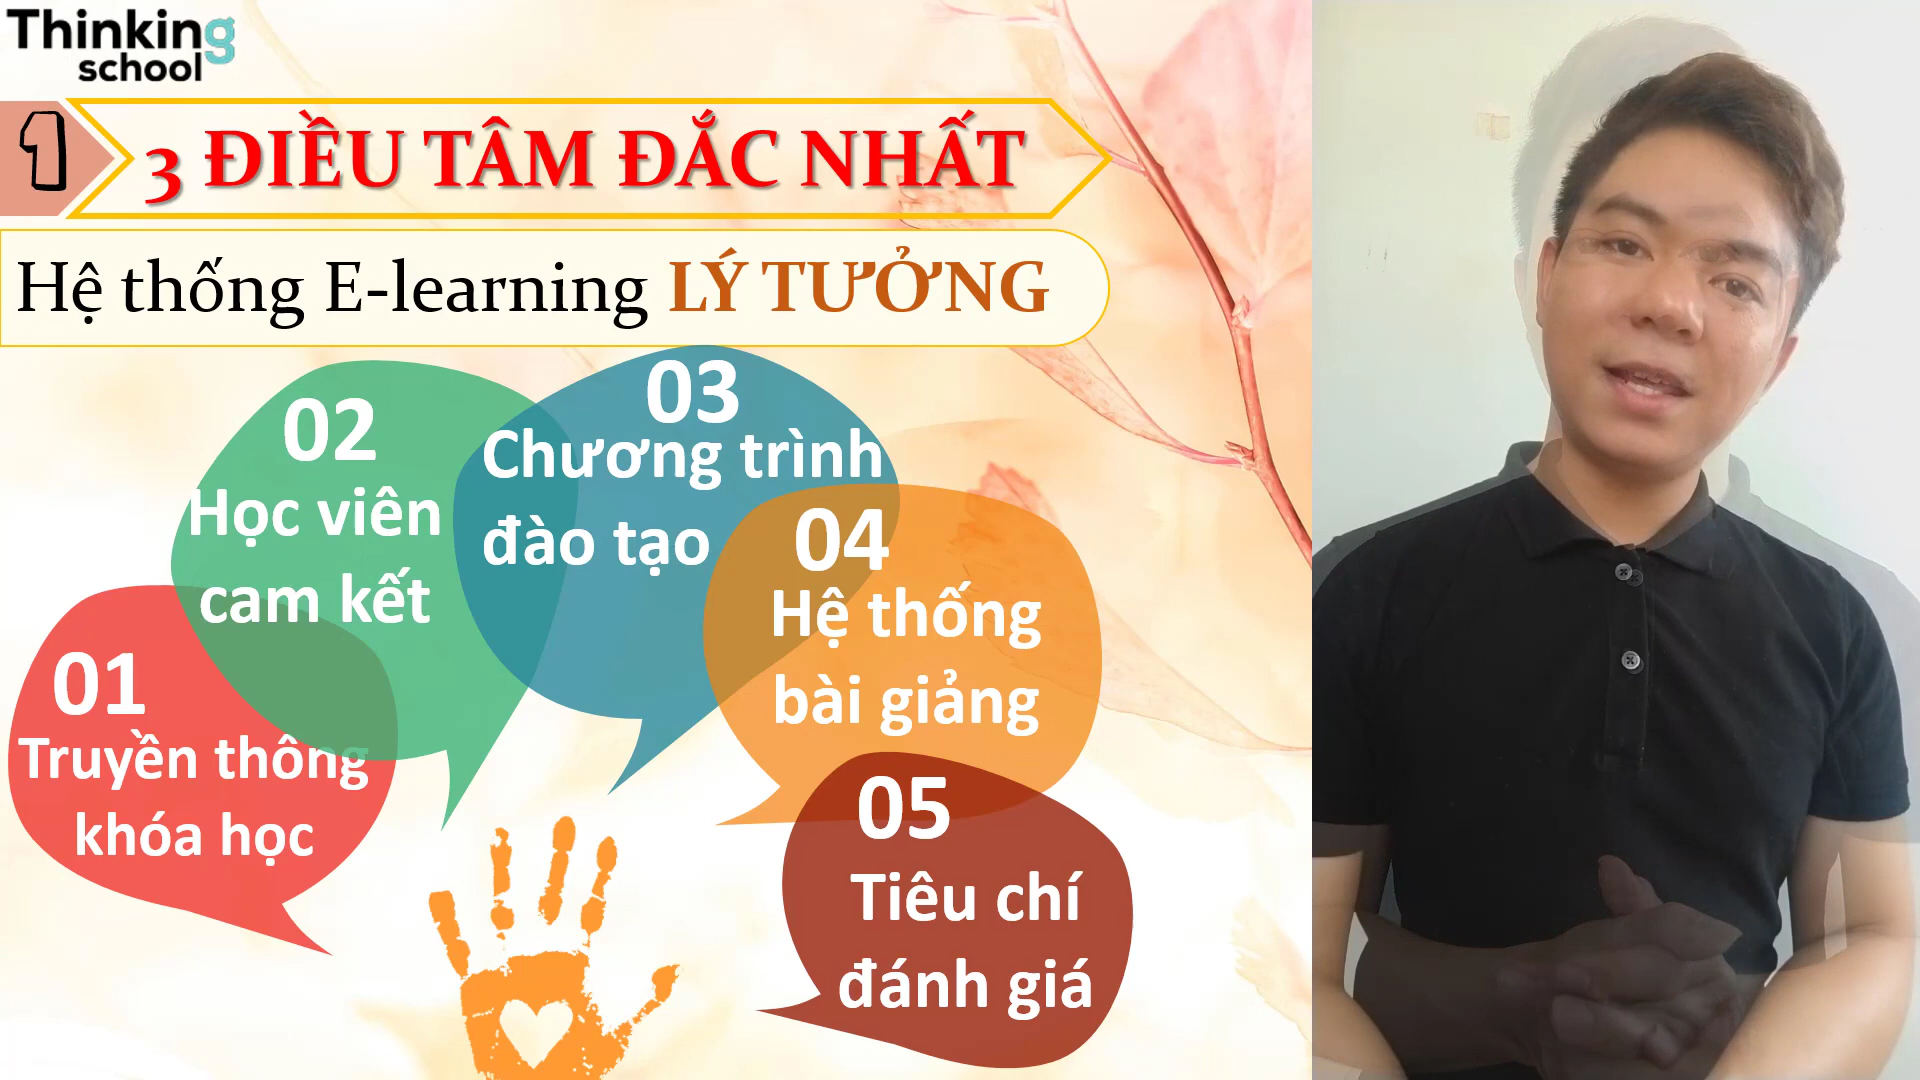 Thinking
school
1
3 ĐIỀU TÂM ĐẮC NHẤT
Hệ thống E-learning LÝ TƯỞNG
01
Truyền thông
khóa học
02
Học viên
cam kết
03
Chương trình
đào tạo
04
Hệ thống
bài giảng
05
Tiêu chí
đánh giá